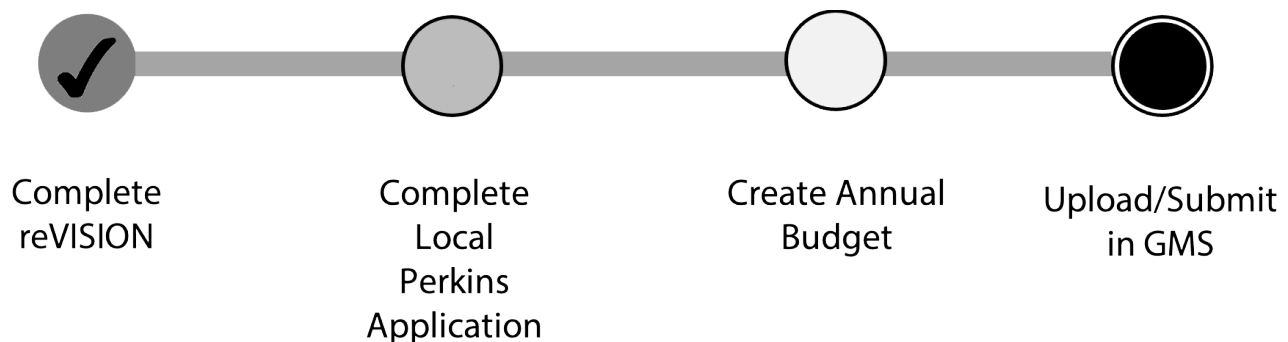 Complete
reVISION
Complete
Local
Perkins
Application
Create Annual
Budget
Upload/Submit
in GMS